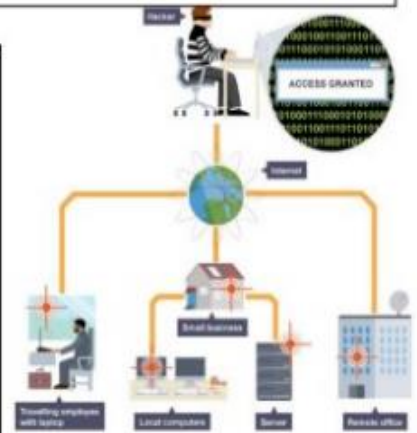 Hacker
ACCESS GRANTED
Internet
Small business
Travelling employee
with laptop
Local computers
Server
Remote office